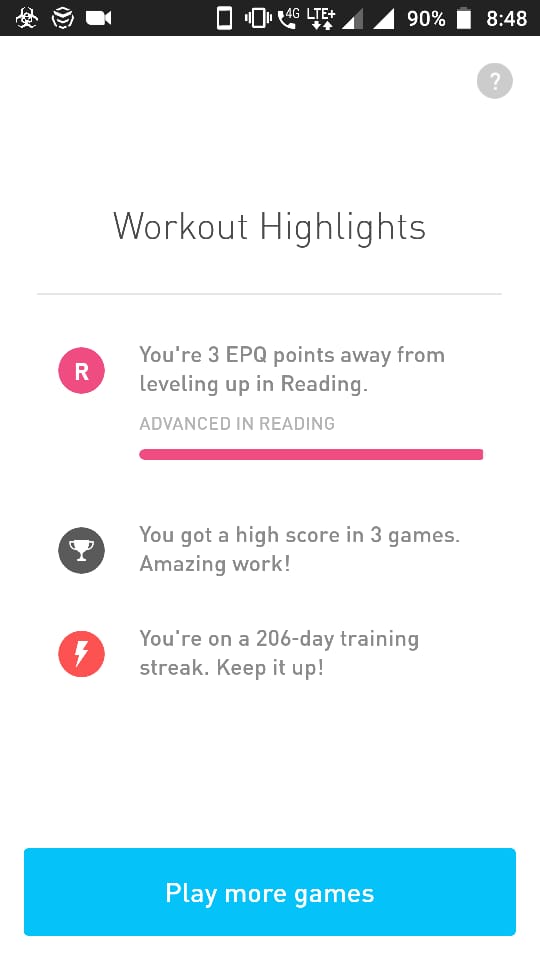 4G LTE+ 90% 8:48
?
Workout Highlights
R
You're 3 EPQ points away from
leveling up in Reading.
ADVANCED IN READING
You got a high score in 3 games.
Amazing work!
You're on a 206-day training
streak. Keep it up!
Play more games